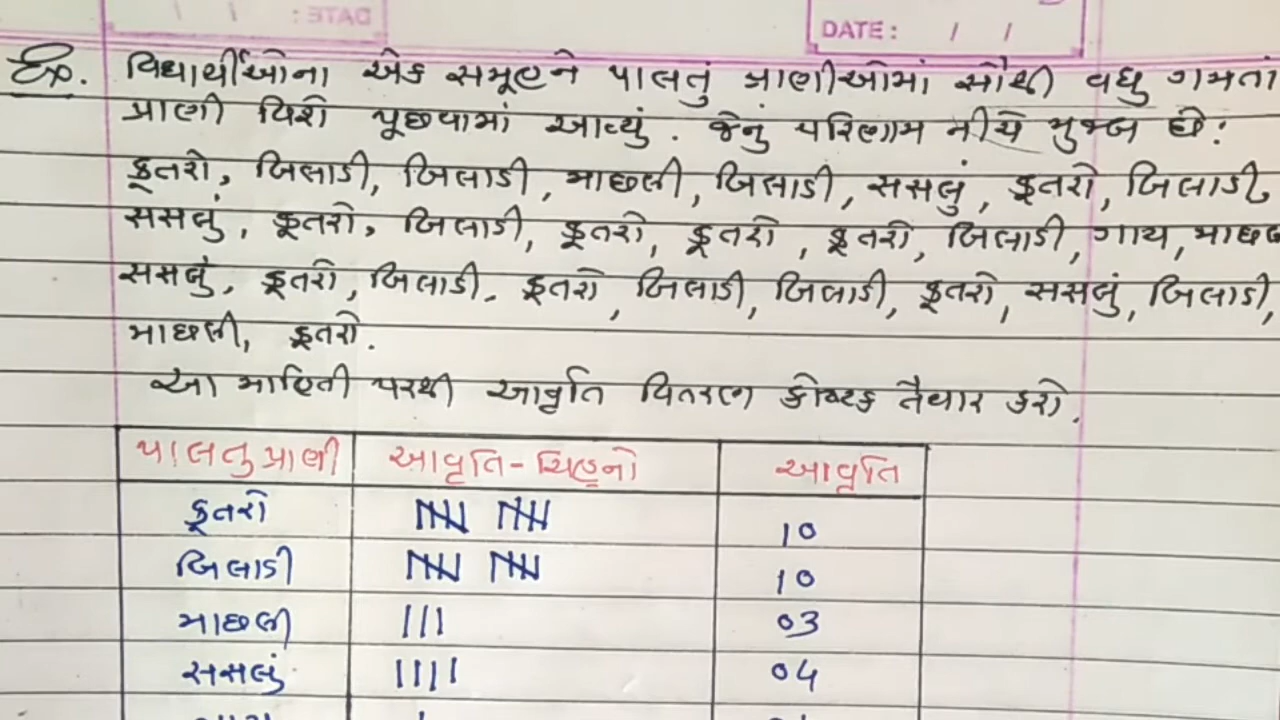 DATE : / /
Ex. વિદ્યાર્થીઓના એક સમૂહને પાલતું પ્રાણીઓમાં સૌથી વધુ ગમતાં
પ્રાણી વિશે પૂછવામાં આવ્યું. જેનું પરિણામ નીચે મુજબ છે:
કૂતરો, બિલાડી, બિલાડી, માછલી, બિલાડી, સસલું, કૂતરો, બિલાડી,
સસલું, કૂતરો, બિલાડી, કૂતરો, કૂતરો, કૂતરો, બિલાડી, ગાય,
સસલું, કૂતરો, બિલાડી, કૂતરો, બિલાડી, બિલાડી, કૂતરો, સસલું, બિલાડી,
માછલી, કૂતરો.
આ માહિતી પરથી આવૃતિ વિતરણ કોષ્ટક તૈયાર કરો.
પાલતુ પ્રાણી આવૃતિ-ચિહ્નો આવૃતિ
કૂતરો 10
બિલાડી 10
માછલી ||| 03
સસલું |||| 04